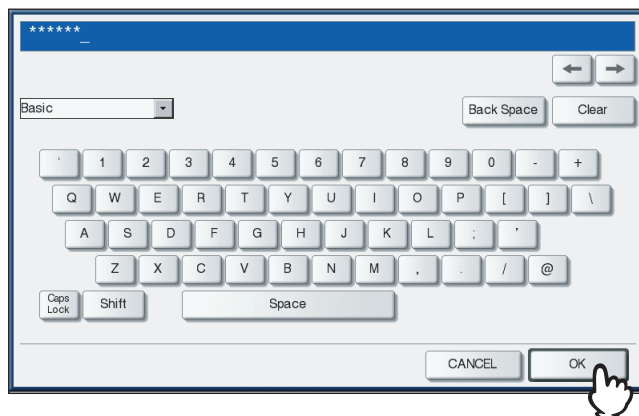 ******_
← →
Basic Back Space Clear
` 1 2 3 4 5 6 7 8 9 0 - +
Q W E R T Y U I O P [ ] \
A S D F G H J K L ; '
Z X C V B N M , . / @
Caps Lock Shift Space
CANCEL OK